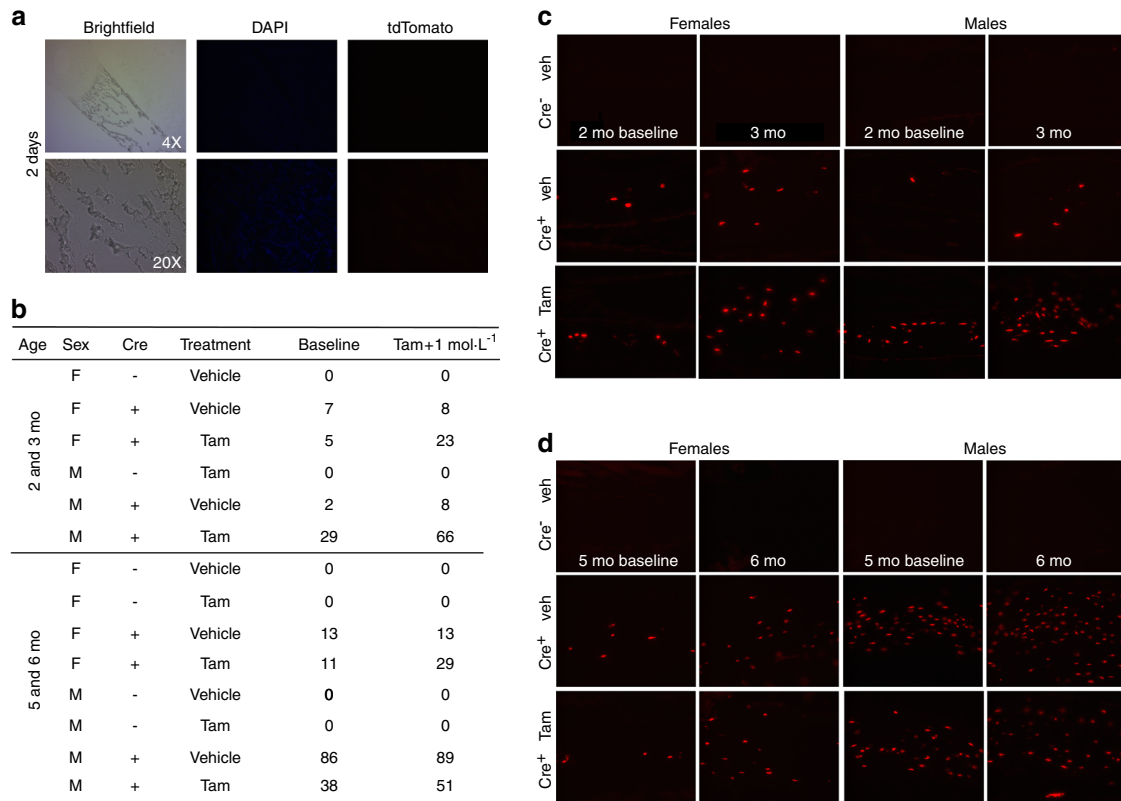 a
Brightfield DAPI tdTomato
2 days
4X
20X
b
Age Sex Cre Treatment Baseline Tam+1 mol·L⁻¹
2 and 3 mo
F - Vehicle 0 0
F + Vehicle 7 8
F + Tam 5 23
M - Tam 0 0
M + Vehicle 2 8
M + Tam 29 66
5 and 6 mo
F - Vehicle 0 0
F - Tam 0 0
F + Vehicle 13 13
F + Tam 11 29
M - Vehicle 0 0
M - Tam 0 0
M + Vehicle 86 89
M + Tam 38 51
c
Females Males
Cre⁻ veh
2 mo baseline 3 mo 2 mo baseline 3 mo
Cre⁺ veh
Cre⁺ Tam
d
Females Males
Cre⁻ veh
5 mo baseline 6 mo 5 mo baseline 6 mo
Cre⁺ veh
Cre⁺ Tam